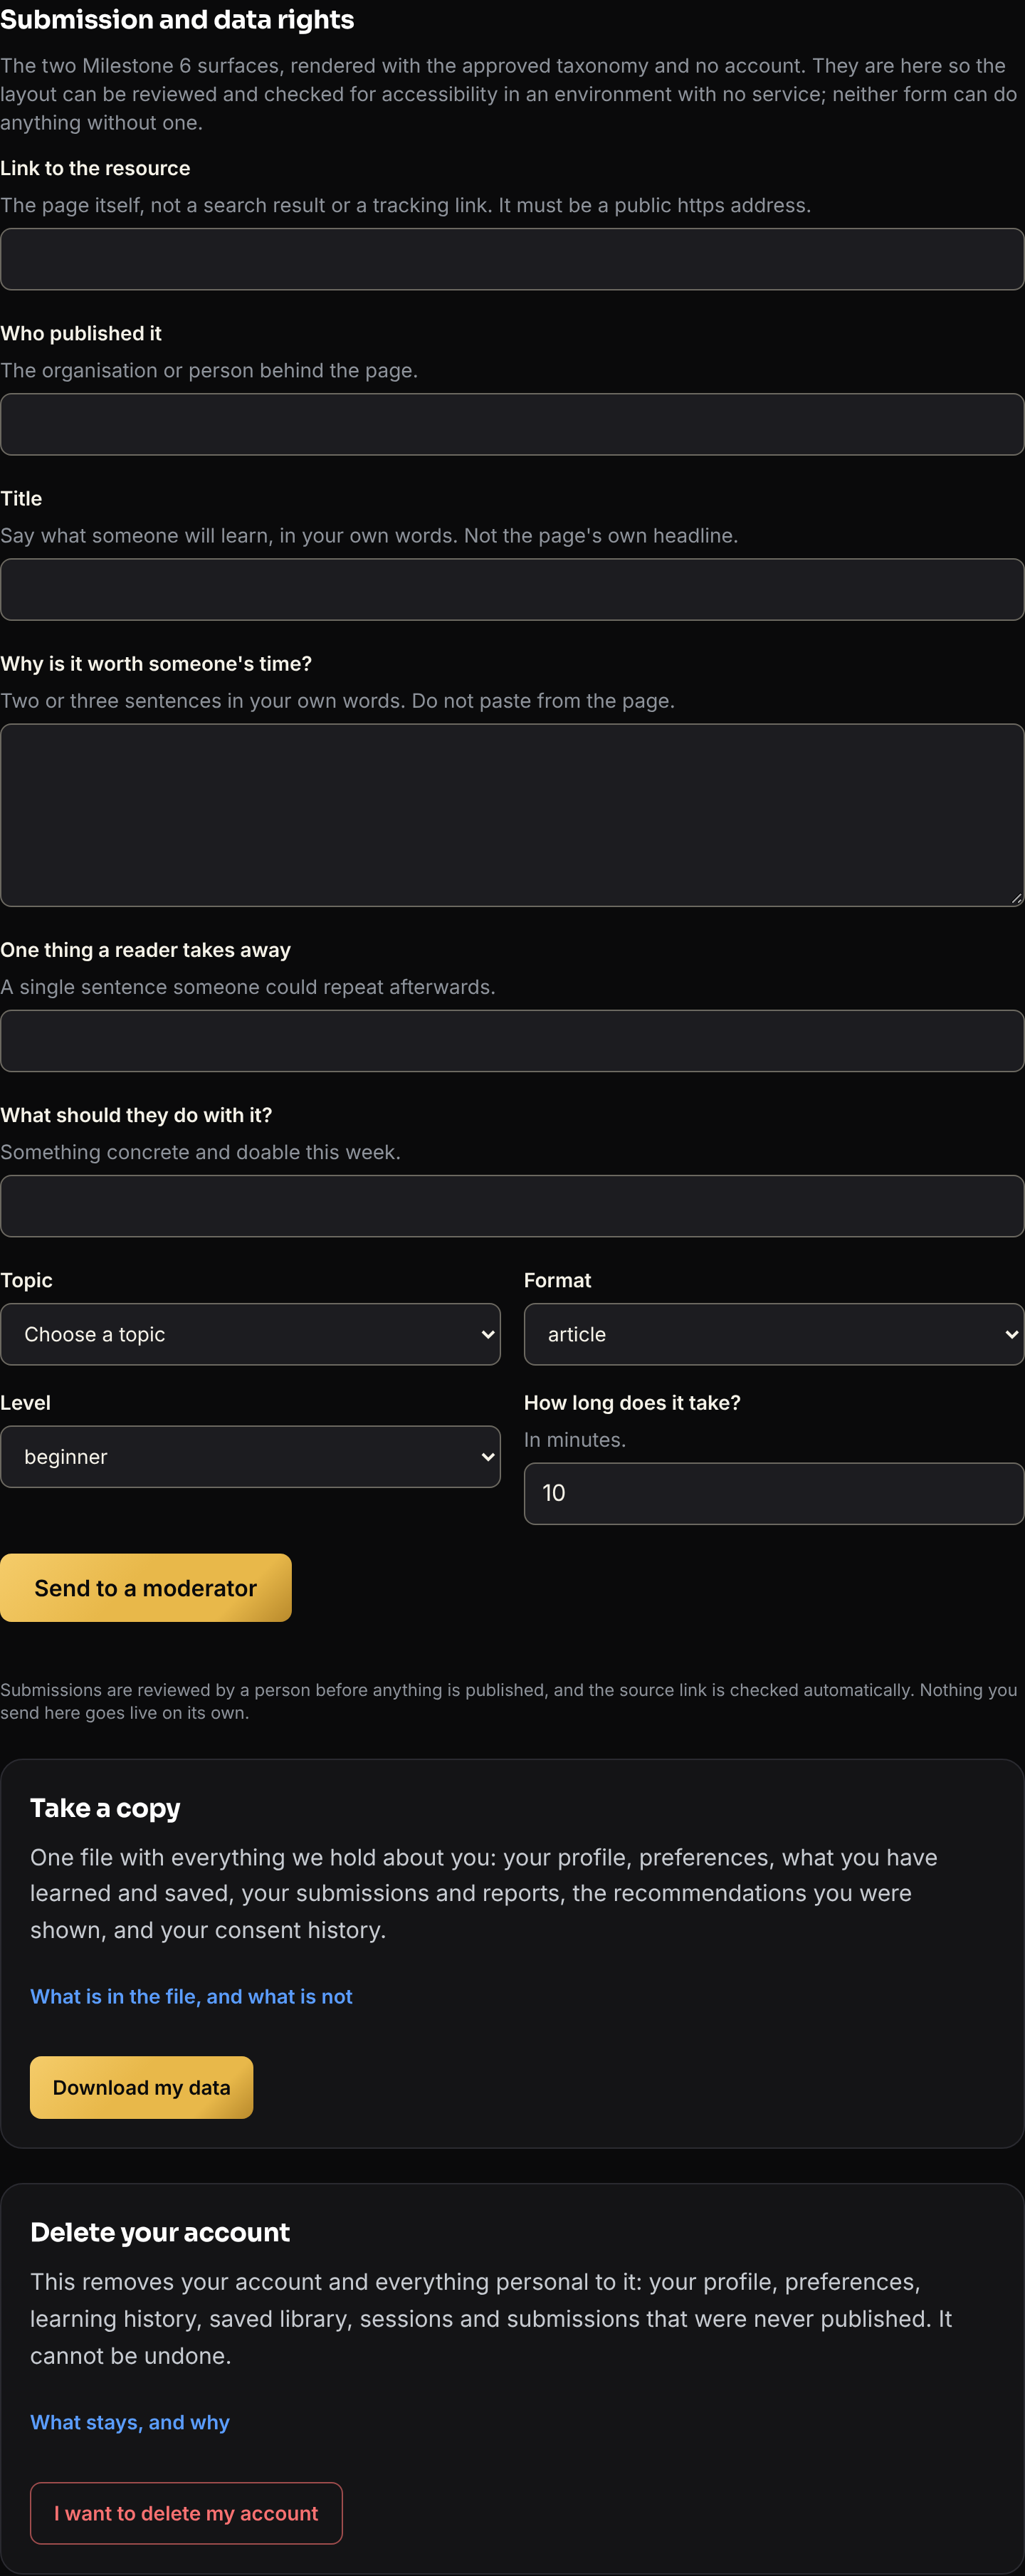 Submission and data rights
The two Milestone 6 surfaces, rendered with the approved taxonomy and no account. They are here so the
layout can be reviewed and checked for accessibility in an environment with no service; neither form can do
anything without one.
Link to the resource
The page itself, not a search result or a tracking link. It must be a public https address.
Who published it
The organisation or person behind the page.
Title
Say what someone will learn, in your own words. Not the page's own headline.
Why is it worth someone's time?
Two or three sentences in your own words. Do not paste from the page.
One thing a reader takes away
A single sentence someone could repeat afterwards.
What should they do with it?
Something concrete and doable this week.
Topic
Choose a topic
Format
article
Level
beginner
How long does it take?
In minutes.
10
Send to a moderator
Submissions are reviewed by a person before anything is published, and the source link is checked automatically. Nothing you
send here goes live on its own.
Take a copy
One file with everything we hold about you: your profile, preferences, what you have
learned and saved, your submissions and reports, the recommendations you were
shown, and your consent history.
What is in the file, and what is not
Download my data
Delete your account
This removes your account and everything personal to it: your profile, preferences,
learning history, saved library, sessions and submissions that were never published. It
cannot be undone.
What stays, and why
I want to delete my account